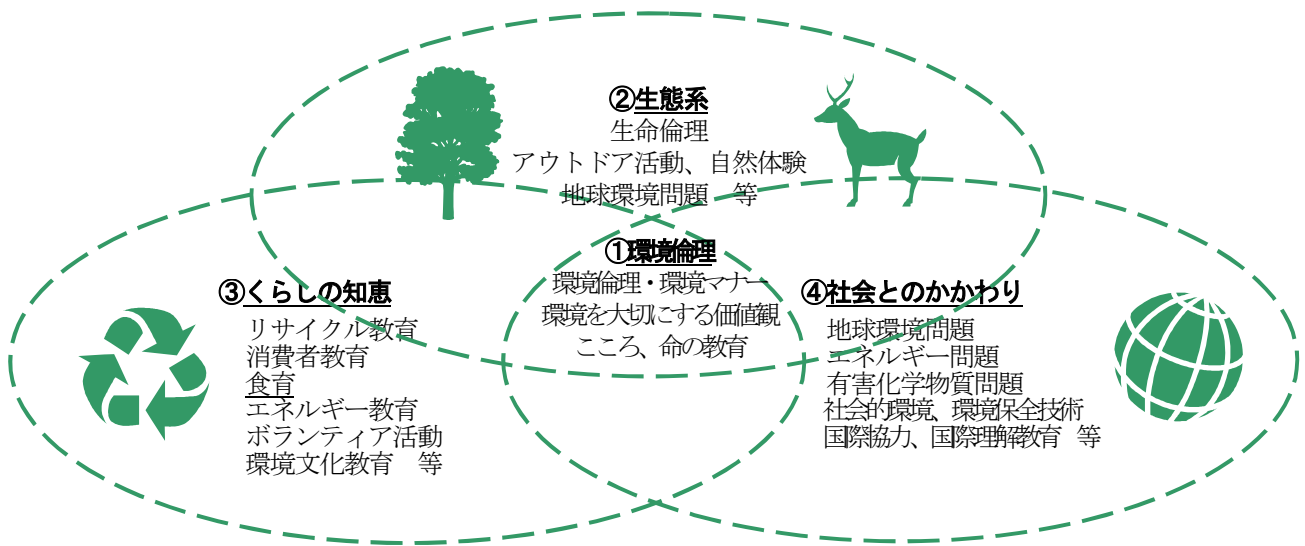 ②生態系
生命倫理
アウトドア活動、自然体験
地球環境問題　等
①環境倫理
環境倫理・環境マナー
環境を大切にする価値観
こころ、命の教育
③くらしの知恵
リサイクル教育
消費者教育
食育
エネルギー教育
ボランティア活動
環境文化教育　等
④社会とのかかわり
地球環境問題
エネルギー問題
有害化学物質問題
社会的環境、環境保全技術
国際協力、国際理解教育　等